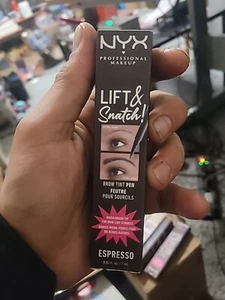 NYX
PROFESSIONAL
MAKEUP
LIFT &
Snatch!
BROW TINT PEN
FEUTRE
POUR SOURCILS
ESPRESSO